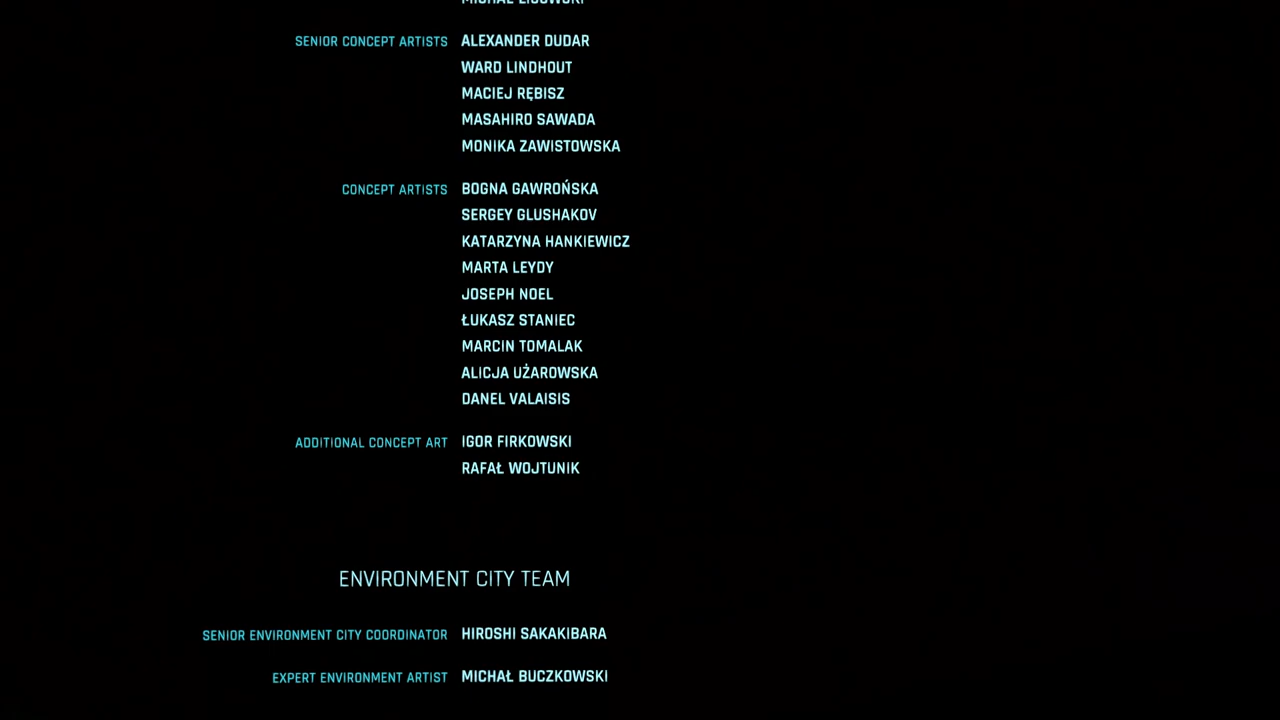 SENIOR CONCEPT ARTISTS ALEXANDER DUDAR
WARD LINDHOUT
MACIEJ RĘBISZ
MASAHIRO SAWADA
MONIKA ZAWISTOWSKA
CONCEPT ARTISTS BOGNA GAWROŃSKA
SERGEY GLUSHAKOV
KATARZYNA HANKIEWICZ
MARTA LEYDY
JOSEPH NOEL
ŁUKASZ STANIEC
MARCIN TOMALAK
ALICJA UŻAROWSKA
DANEL VALAISIS
ADDITIONAL CONCEPT ART IGOR FIRKOWSKI
RAFAŁ WOJTUNIK
ENVIRONMENT CITY TEAM
SENIOR ENVIRONMENT CITY COORDINATOR HIROSHI SAKAKIBARA
EXPERT ENVIRONMENT ARTIST MICHAŁ BUCZKOWSKI